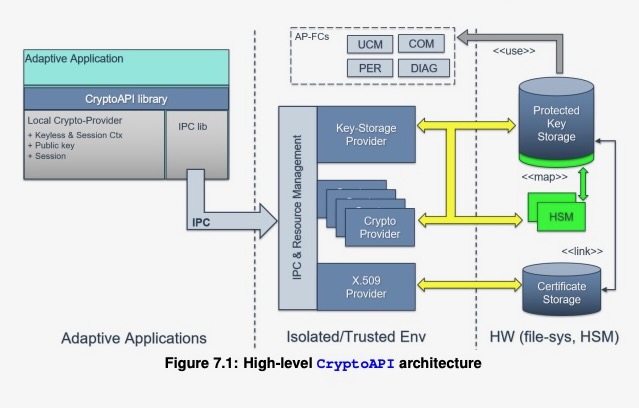 AP-FCs
UCM
COM
PER
DIAG
<<use>>
Adaptive Application
CryptoAPI library
Local Crypto-Provider
+ Keyless & Session Ctx
+ Public key
+ Session
IPC lib
IPC
IPC & Resource Management
Key-Storage
Provider
Crypto
Provider
X.509
Provider
Protected
Key
Storage
<<map>>
HSM
<<link>>
Certificate
Storage
Adaptive Applications
Isolated/Trusted Env
HW (file-sys, HSM)
Figure 7.1: High-level CryptoAPI architecture